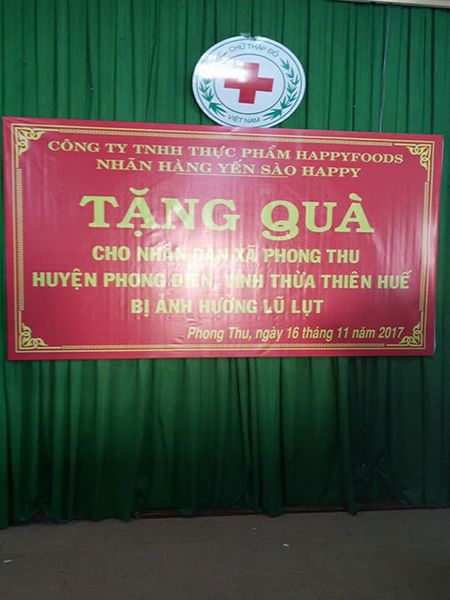 CHỮ THẬP ĐỎ
VIỆT NAM
CÔNG TY TNHH THỰC PHẨM HAPPYFOODS
NHÃN HÀNG YẾN SÀO HAPPY
TẶNG QUÀ
CHO NHÂN DÂN XÃ PHONG THU
HUYỆN PHONG ĐIỀN, TỈNH THỪA THIÊN HUẾ
BỊ ẢNH HƯỞNG LŨ LỤT
Phong Thu, ngày 16 tháng 11 năm 2017